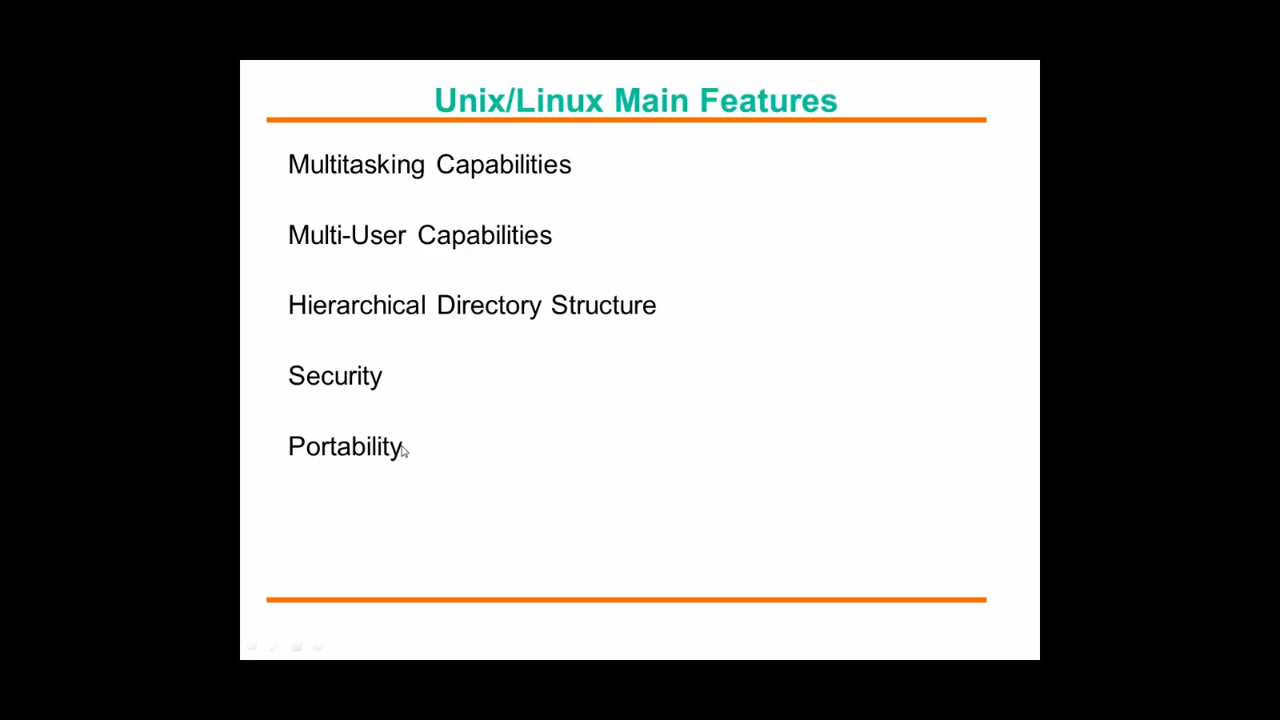 Unix/Linux Main Features
Multitasking Capabilities
Multi-User Capabilities
Hierarchical Directory Structure
Security
Portability